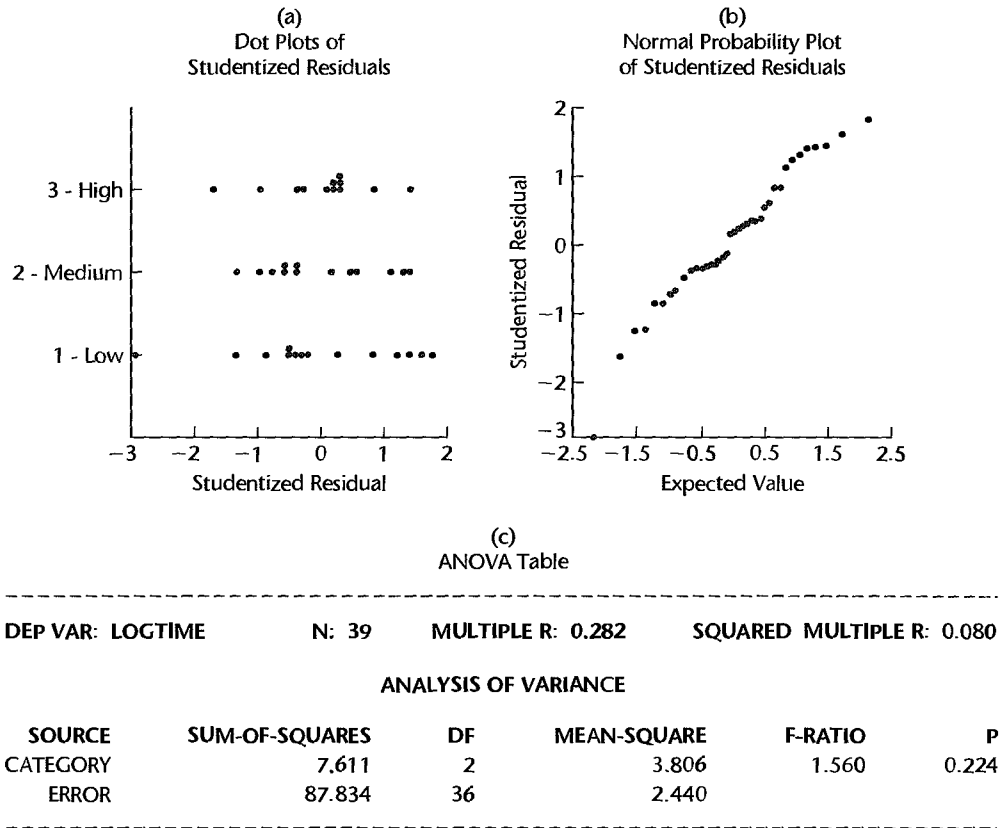 (a)
Dot Plots of
Studentized Residuals
3 - High
2 - Medium
1 - Low
−3 −2 −1 0 1 2
Studentized Residual
(b)
Normal Probability Plot
of Studentized Residuals
Studentized Residual
2
1
0
−1
−2
−3
−2.5 −1.5 −0.5 0.5 1.5 2.5
Expected Value
(c)
ANOVA Table
DEP VAR: LOGTIME N: 39 MULTIPLE R: 0.282 SQUARED MULTIPLE R: 0.080
ANALYSIS OF VARIANCE
SOURCE SUM-OF-SQUARES DF MEAN-SQUARE F-RATIO P
CATEGORY 7.611 2 3.806 1.560 0.224
ERROR 87.834 36 2.440